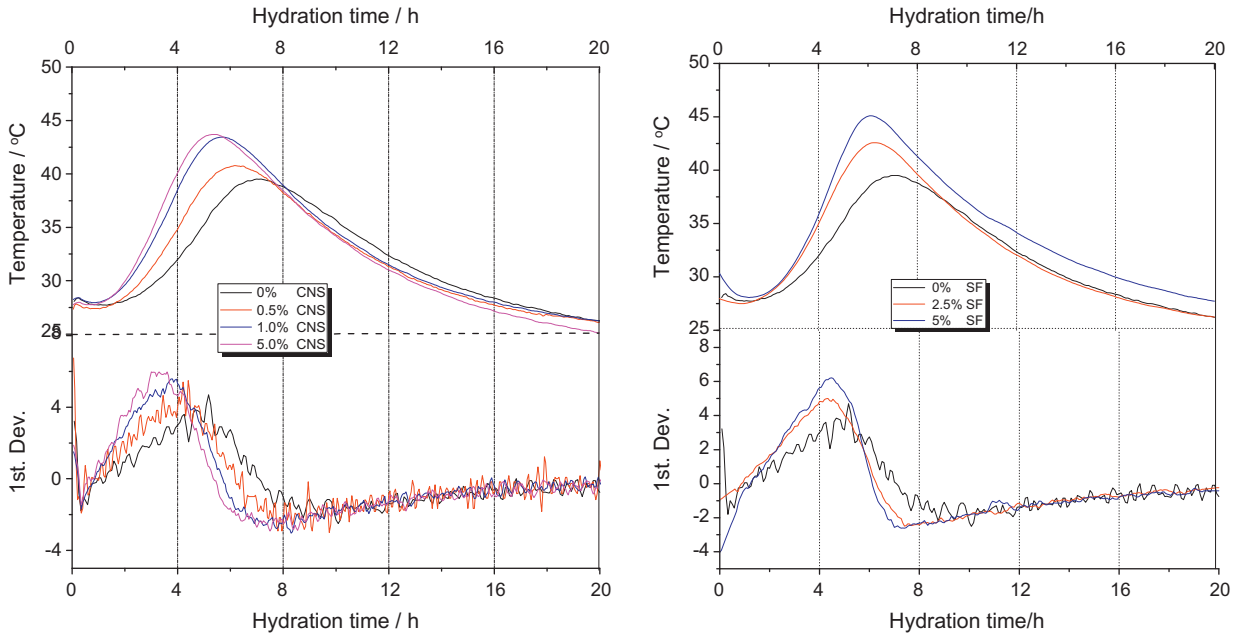 Hydration time / h
0 4 8 12 16 20
50
45
40
35
30
25
Temperature / °C
0% CNS
0.5% CNS
1.0% CNS
5.0% CNS
8
4
0
-4
1st. Dev.
0 4 8 12 16 20
Hydration time / h
Hydration time/h
0 4 8 12 16 20
50
45
40
35
30
25
Temperature / °C
0% SF
2.5% SF
5% SF
6
4
2
0
-2
-4
1st. Dev.
0 4 8 12 16 20
Hydration time/h